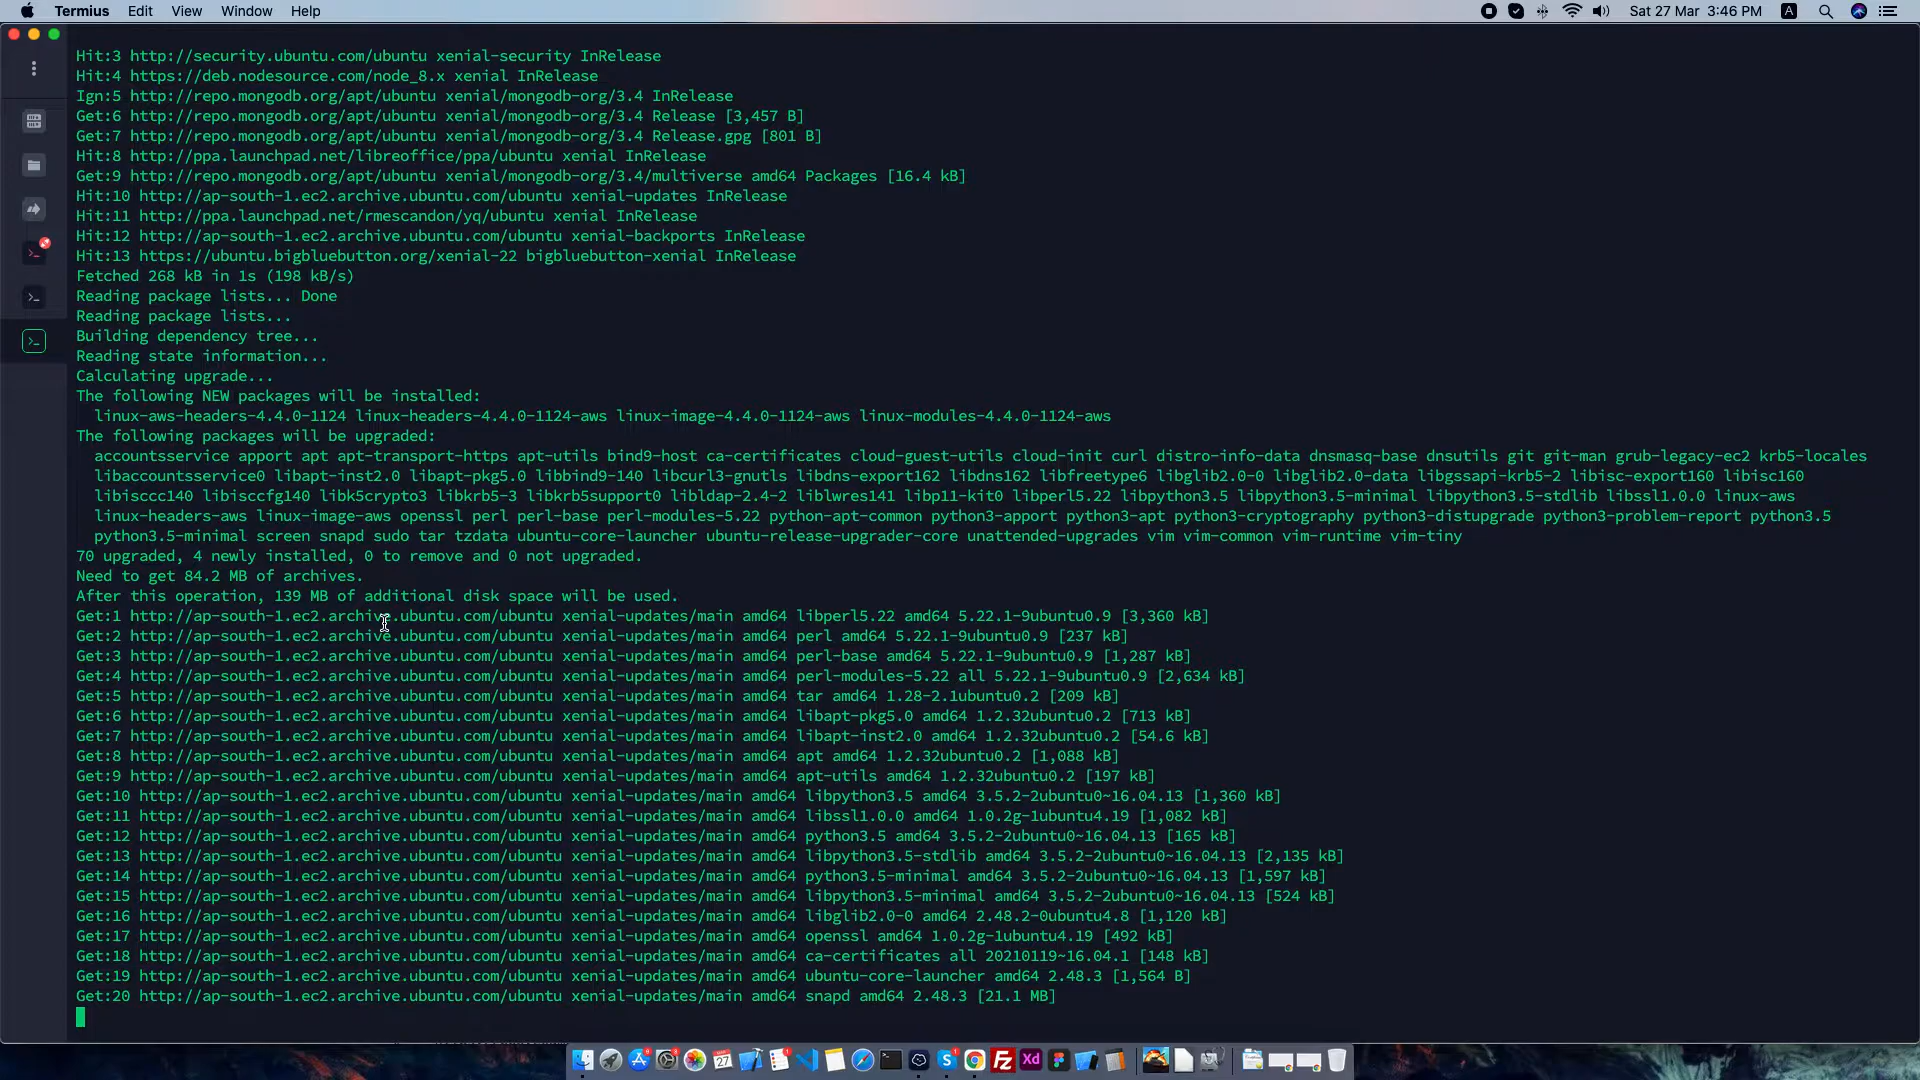 Termius Edit View Window Help Sat 27 Mar 3:46 PM A
Hit:3 http://security.ubuntu.com/ubuntu xenial-security InRelease
Hit:4 https://deb.nodesource.com/node_8.x xenial InRelease
Ign:5 http://repo.mongodb.org/apt/ubuntu xenial/mongodb-org/3.4 InRelease
Get:6 http://repo.mongodb.org/apt/ubuntu xenial/mongodb-org/3.4 Release [3,457 B]
Get:7 http://repo.mongodb.org/apt/ubuntu xenial/mongodb-org/3.4 Release.gpg [801 B]
Hit:8 http://ppa.launchpad.net/libreoffice/ppa/ubuntu xenial InRelease
Get:9 http://repo.mongodb.org/apt/ubuntu xenial/mongodb-org/3.4/multiverse amd64 Packages [16.4 kB]
Hit:10 http://ap-south-1.ec2.archive.ubuntu.com/ubuntu xenial-updates InRelease
Hit:11 http://ppa.launchpad.net/rmescandon/yq/ubuntu xenial InRelease
Hit:12 http://ap-south-1.ec2.archive.ubuntu.com/ubuntu xenial-backports InRelease
Hit:13 https://ubuntu.bigbluebutton.org/xenial-22 bigbluebutton-xenial InRelease
Fetched 268 kB in 1s (198 kB/s)
Reading package lists... Done
Reading package lists...
Building dependency tree...
Reading state information...
Calculating upgrade...
The following NEW packages will be installed:
linux-aws-headers-4.4.0-1124 linux-headers-4.4.0-1124-aws linux-image-4.4.0-1124-aws linux-modules-4.4.0-1124-aws
The following packages will be upgraded:
accountsservice apport apt apt-transport-https apt-utils bind9-host ca-certificates cloud-guest-utils cloud-init curl distro-info-data dnsmasq-base dnsutils git git-man grub-legacy-ec2 krb5-locales
libaccountsservice0 libapt-inst2.0 libapt-pkg5.0 libbind9-140 libcurl3-gnutls libdns-export162 libdns162 libfreetype6 libglib2.0-0 libglib2.0-data libgssapi-krb5-2 libisc-export160 libisc160
libisccc140 libisccfg140 libk5crypto3 libkrb5-3 libkrb5support0 libldap-2.4-2 liblwres141 libp11-kit0 libperl5.22 libpython3.5 libpython3.5-minimal libpython3.5-stdlib libssl1.0.0 linux-aws
linux-headers-aws linux-image-aws openssl perl perl-base perl-modules-5.22 python-apt-common python3-apport python3-apt python3-cryptography python3-distupgrade python3-problem-report python3.5
python3.5-minimal screen snapd sudo tar tzdata ubuntu-core-launcher ubuntu-release-upgrader-core unattended-upgrades vim vim-common vim-runtime vim-tiny
70 upgraded, 4 newly installed, 0 to remove and 0 not upgraded.
Need to get 84.2 MB of archives.
After this operation, 139 MB of additional disk space will be used.
Get:1 http://ap-south-1.ec2.archive.ubuntu.com/ubuntu xenial-updates/main amd64 libperl5.22 amd64 5.22.1-9ubuntu0.9 [3,360 kB]
Get:2 http://ap-south-1.ec2.archive.ubuntu.com/ubuntu xenial-updates/main amd64 perl amd64 5.22.1-9ubuntu0.9 [237 kB]
Get:3 http://ap-south-1.ec2.archive.ubuntu.com/ubuntu xenial-updates/main amd64 perl-base amd64 5.22.1-9ubuntu0.9 [1,287 kB]
Get:4 http://ap-south-1.ec2.archive.ubuntu.com/ubuntu xenial-updates/main amd64 perl-modules-5.22 all 5.22.1-9ubuntu0.9 [2,634 kB]
Get:5 http://ap-south-1.ec2.archive.ubuntu.com/ubuntu xenial-updates/main amd64 tar amd64 1.28-2.1ubuntu0.2 [209 kB]
Get:6 http://ap-south-1.ec2.archive.ubuntu.com/ubuntu xenial-updates/main amd64 libapt-pkg5.0 amd64 1.2.32ubuntu0.2 [713 kB]
Get:7 http://ap-south-1.ec2.archive.ubuntu.com/ubuntu xenial-updates/main amd64 libapt-inst2.0 amd64 1.2.32ubuntu0.2 [54.6 kB]
Get:8 http://ap-south-1.ec2.archive.ubuntu.com/ubuntu xenial-updates/main amd64 apt amd64 1.2.32ubuntu0.2 [1,088 kB]
Get:9 http://ap-south-1.ec2.archive.ubuntu.com/ubuntu xenial-updates/main amd64 apt-utils amd64 1.2.32ubuntu0.2 [197 kB]
Get:10 http://ap-south-1.ec2.archive.ubuntu.com/ubuntu xenial-updates/main amd64 libpython3.5 amd64 3.5.2-2ubuntu0~16.04.13 [1,360 kB]
Get:11 http://ap-south-1.ec2.archive.ubuntu.com/ubuntu xenial-updates/main amd64 libssl1.0.0 amd64 1.0.2g-1ubuntu4.19 [1,082 kB]
Get:12 http://ap-south-1.ec2.archive.ubuntu.com/ubuntu xenial-updates/main amd64 python3.5 amd64 3.5.2-2ubuntu0~16.04.13 [165 kB]
Get:13 http://ap-south-1.ec2.archive.ubuntu.com/ubuntu xenial-updates/main amd64 libpython3.5-stdlib amd64 3.5.2-2ubuntu0~16.04.13 [2,135 kB]
Get:14 http://ap-south-1.ec2.archive.ubuntu.com/ubuntu xenial-updates/main amd64 python3.5-minimal amd64 3.5.2-2ubuntu0~16.04.13 [1,597 kB]
Get:15 http://ap-south-1.ec2.archive.ubuntu.com/ubuntu xenial-updates/main amd64 libpython3.5-minimal amd64 3.5.2-2ubuntu0~16.04.13 [524 kB]
Get:16 http://ap-south-1.ec2.archive.ubuntu.com/ubuntu xenial-updates/main amd64 libglib2.0-0 amd64 2.48.2-0ubuntu4.8 [1,120 kB]
Get:17 http://ap-south-1.ec2.archive.ubuntu.com/ubuntu xenial-updates/main amd64 openssl amd64 1.0.2g-1ubuntu4.19 [492 kB]
Get:18 http://ap-south-1.ec2.archive.ubuntu.com/ubuntu xenial-updates/main amd64 ca-certificates all 20210119~16.04.1 [148 kB]
Get:19 http://ap-south-1.ec2.archive.ubuntu.com/ubuntu xenial-updates/main amd64 ubuntu-core-launcher amd64 2.48.3 [1,564 B]
Get:20 http://ap-south-1.ec2.archive.ubuntu.com/ubuntu xenial-updates/main amd64 snapd amd64 2.48.3 [21.1 MB]
27 Fz Xd